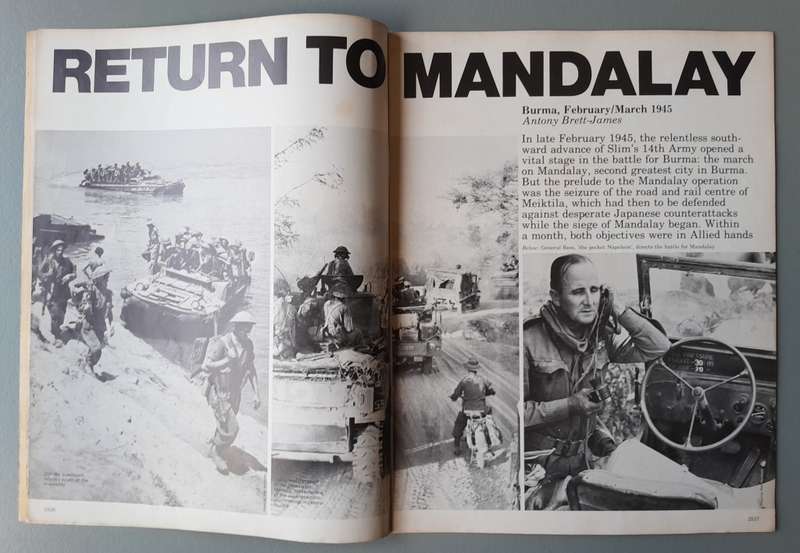 RETURN TO MANDALAY
Burma, February/March 1945
Antony Brett-James
In late February 1945, the relentless south-
ward advance of Slim's 14th Army opened a
vital stage in the battle for Burma: the march
on Mandalay, second greatest city in Burma.
But the prelude to the Mandalay operation
was the seizure of the road and rail centre of
Meiktila, which had then to be defended
against desperate Japanese counterattacks
while the siege of Mandalay began. Within
a month, both objectives were in Allied hands
Below: General Rees, 'the pocket Napoleon', directs the battle for Mandalay